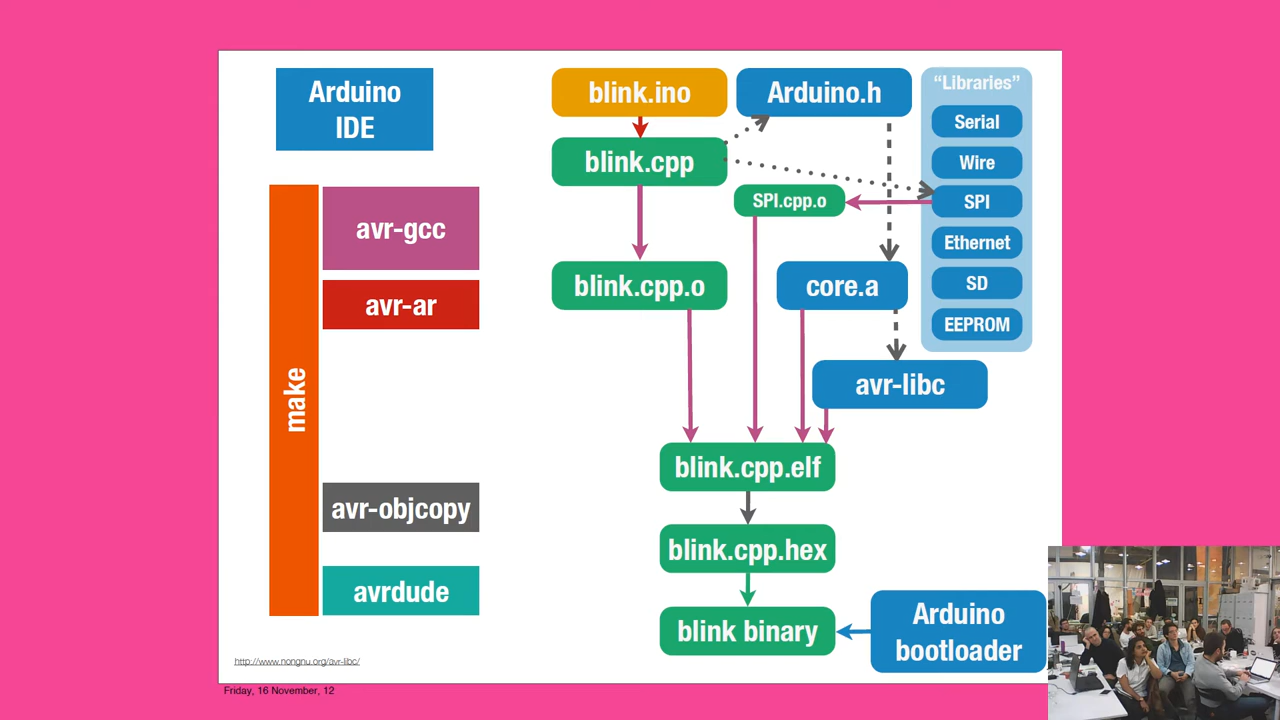 Arduino
IDE
make
avr-gcc
avr-ar
avr-objcopy
avrdude
blink.ino
Arduino.h
blink.cpp
SPI.cpp.o
blink.cpp.o
core.a
avr-libc
blink.cpp.elf
blink.cpp.hex
blink binary
Arduino
bootloader
“Libraries”
Serial
Wire
SPI
Ethernet
SD
EEPROM
http://www.nongnu.org/avr-libc/
Friday, 16 November, 12